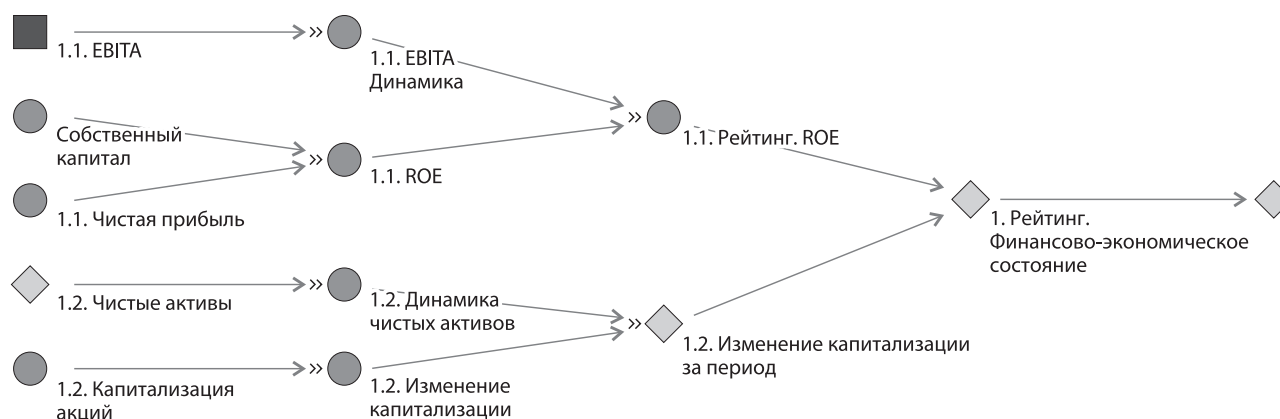 1.1. EBITA
1.1. EBITA
Динамика
Собственный
капитал
1.1. ROE
1.1. Рейтинг. ROE
1.1. Чистая прибыль
1. Рейтинг.
Финансово-экономическое
состояние
1.2. Чистые активы
1.2. Динамика
чистых активов
1.2. Изменение капитализации
за период
1.2. Капитализация
акций
1.2. Изменение
капитализации